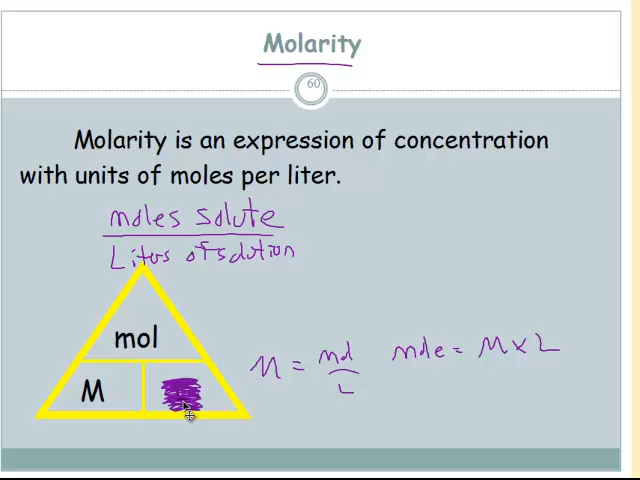 Molarity
60
Molarity is an expression of concentration
with units of moles per liter.
moles solute
Liters of solution
mol
M
M = mol / L
mole = M x L